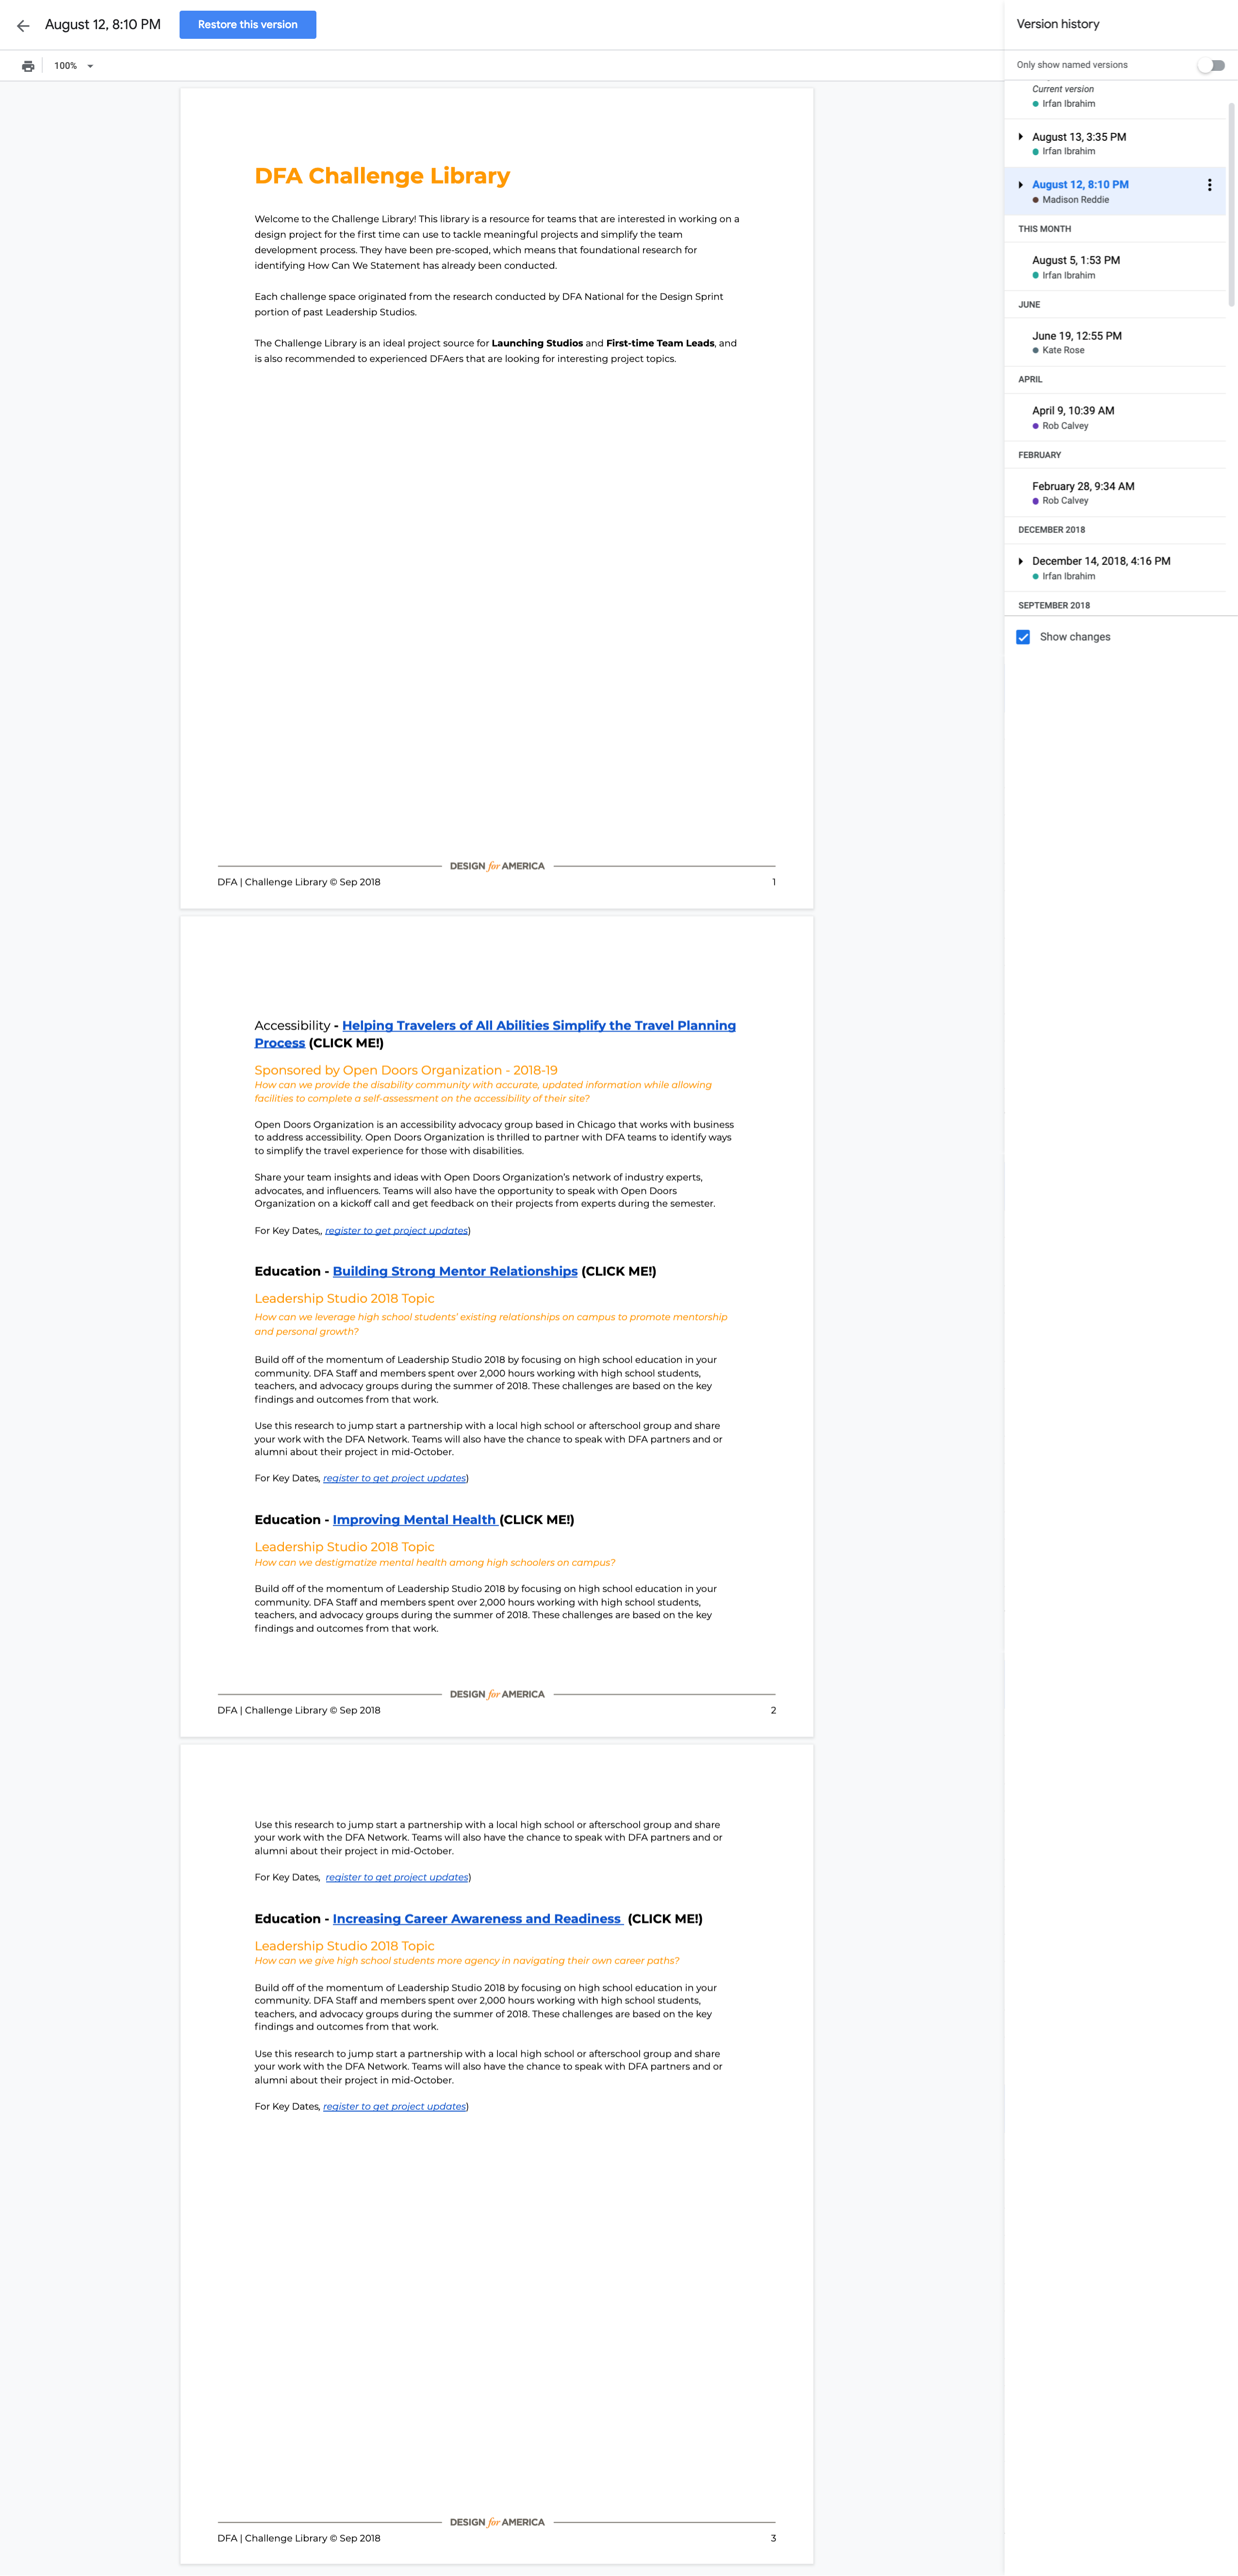 August 12, 8:10 PM
Restore this version
100%
DFA Challenge Library
Welcome to the Challenge Library! This library is a resource for teams that are interested in working on a
design project for the first time can use to tackle meaningful projects and simplify the team
development process. They have been pre-scoped, which means that foundational research for
identifying How Can We Statement has already been conducted.
Each challenge space originated from the research conducted by DFA National for the Design Sprint
portion of past Leadership Studios.
The Challenge Library is an ideal project source for Launching Studios and First-time Team Leads, and
is also recommended to experienced DFAers that are looking for interesting project topics.
DESIGN for AMERICA
DFA | Challenge Library © Sep 2018 1
Accessibility - Helping Travelers of All Abilities Simplify the Travel Planning
Process (CLICK ME!)
Sponsored by Open Doors Organization - 2018-19
How can we provide the disability community with accurate, updated information while allowing
facilities to complete a self-assessment on the accessibility of their site?
Open Doors Organization is an accessibility advocacy group based in Chicago that works with business
to address accessibility. Open Doors Organization is thrilled to partner with DFA teams to identify ways
to simplify the travel experience for those with disabilities.
Share your team insights and ideas with Open Doors Organization's network of industry experts,
advocates, and influencers. Teams will also have the opportunity to speak with Open Doors
Organization on a kickoff call and get feedback on their projects from experts during the semester.
For Key Dates,, register to get project updates)
Education - Building Strong Mentor Relationships (CLICK ME!)
Leadership Studio 2018 Topic
How can we leverage high school students' existing relationships on campus to promote mentorship
and personal growth?
Build off of the momentum of Leadership Studio 2018 by focusing on high school education in your
community. DFA Staff and members spent over 2,000 hours working with high school students,
teachers, and advocacy groups during the summer of 2018. These challenges are based on the key
findings and outcomes from that work.
Use this research to jump start a partnership with a local high school or afterschool group and share
your work with the DFA Network. Teams will also have the chance to speak with DFA partners and or
alumni about their project in mid-October.
For Key Dates, register to get project updates)
Education - Improving Mental Health (CLICK ME!)
Leadership Studio 2018 Topic
How can we destigmatize mental health among high schoolers on campus?
Build off of the momentum of Leadership Studio 2018 by focusing on high school education in your
community. DFA Staff and members spent over 2,000 hours working with high school students,
teachers, and advocacy groups during the summer of 2018. These challenges are based on the key
findings and outcomes from that work.
DESIGN for AMERICA
DFA | Challenge Library © Sep 2018 2
Use this research to jump start a partnership with a local high school or afterschool group and share
your work with the DFA Network. Teams will also have the chance to speak with DFA partners and or
alumni about their project in mid-October.
For Key Dates, register to get project updates)
Education - Increasing Career Awareness and Readiness (CLICK ME!)
Leadership Studio 2018 Topic
How can we give high school students more agency in navigating their own career paths?
Build off of the momentum of Leadership Studio 2018 by focusing on high school education in your
community. DFA Staff and members spent over 2,000 hours working with high school students,
teachers, and advocacy groups during the summer of 2018. These challenges are based on the key
findings and outcomes from that work.
Use this research to jump start a partnership with a local high school or afterschool group and share
your work with the DFA Network. Teams will also have the chance to speak with DFA partners and or
alumni about their project in mid-October.
For Key Dates, register to get project updates)
DESIGN for AMERICA
DFA | Challenge Library © Sep 2018 3
Version history
Only show named versions
Current version
Irfan Ibrahim
August 13, 3:35 PM
Irfan Ibrahim
August 12, 8:10 PM
Madison Reddie
THIS MONTH
August 5, 1:53 PM
Irfan Ibrahim
JUNE
June 19, 12:55 PM
Kate Rose
APRIL
April 9, 10:39 AM
Rob Calvey
FEBRUARY
February 28, 9:34 AM
Rob Calvey
DECEMBER 2018
December 14, 2018, 4:16 PM
Irfan Ibrahim
SEPTEMBER 2018
Show changes